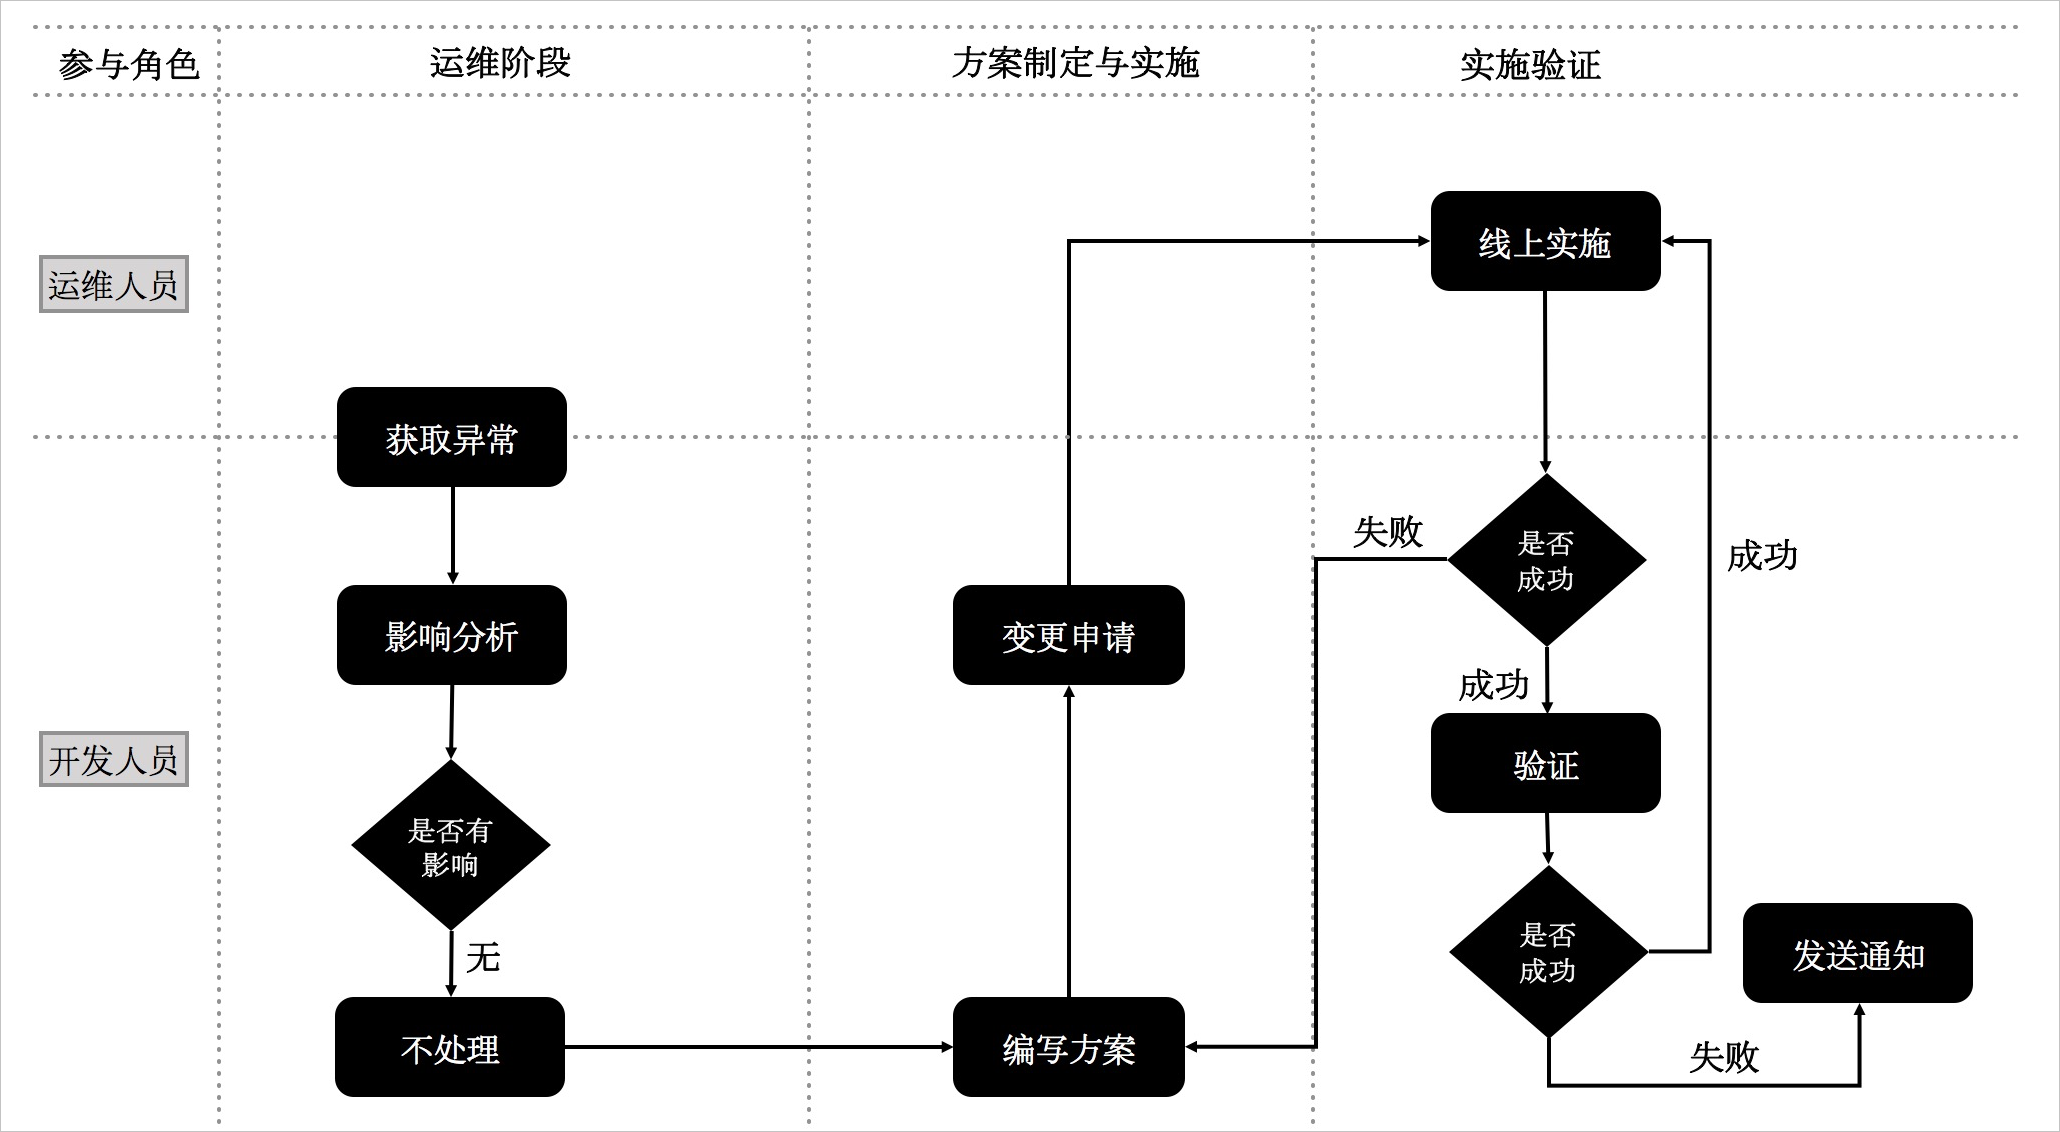 参与角色
运维阶段
方案制定与实施
实施验证
运维人员
线上实施
获取异常
失败
是否
成功
成功
影响分析
变更申请
成功
开发人员
验证
是否有
影响
无
是否
成功
发送通知
不处理
编写方案
失败